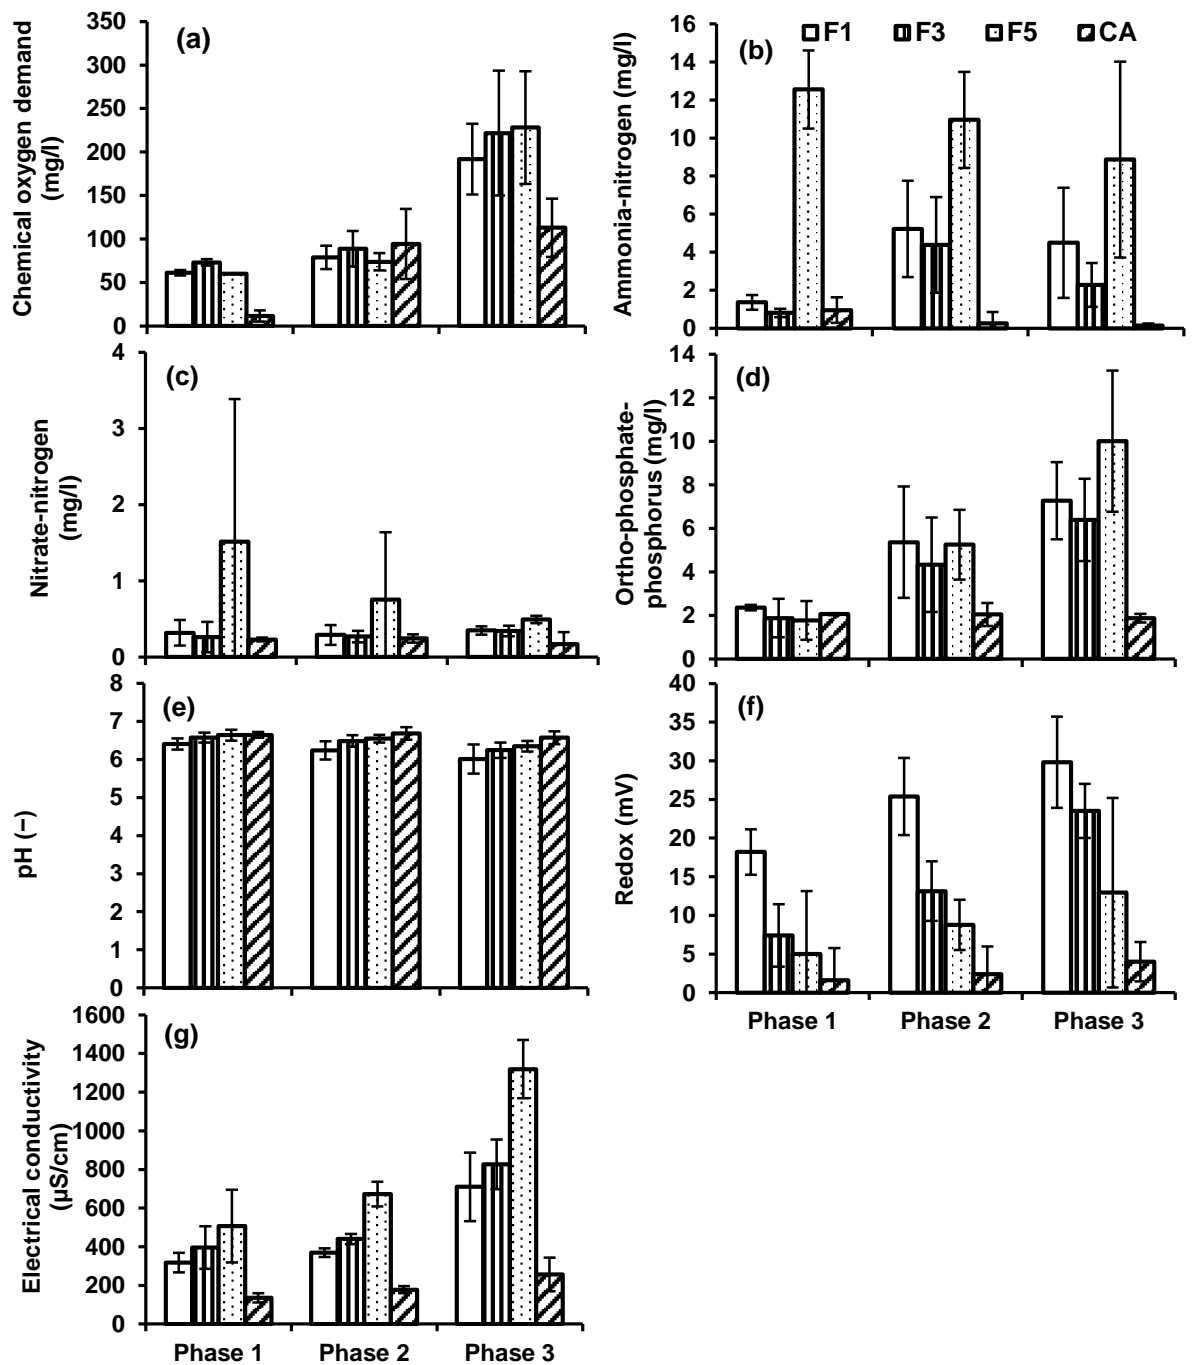 Chemical oxygen demand
(mg/l)
350
300
250
200
150
100
50
0
(a)
Ammonia-nitrogen (mg/l)
16
14
12
10
8
6
4
2
0
(b)
F1 F3 F5 CA
Nitrate-nitrogen
(mg/l)
4
3
2
1
0
(c)
Ortho-phosphate-
phosphorus (mg/l)
14
12
10
8
6
4
2
0
(d)
pH (−)
8
7
6
5
4
3
2
1
0
(e)
Redox (mV)
40
35
30
25
20
15
10
5
0
(f)
Phase 1 Phase 2 Phase 3
Electrical conductivity
(µS/cm)
1600
1400
1200
1000
800
600
400
200
0
(g)
Phase 1 Phase 2 Phase 3